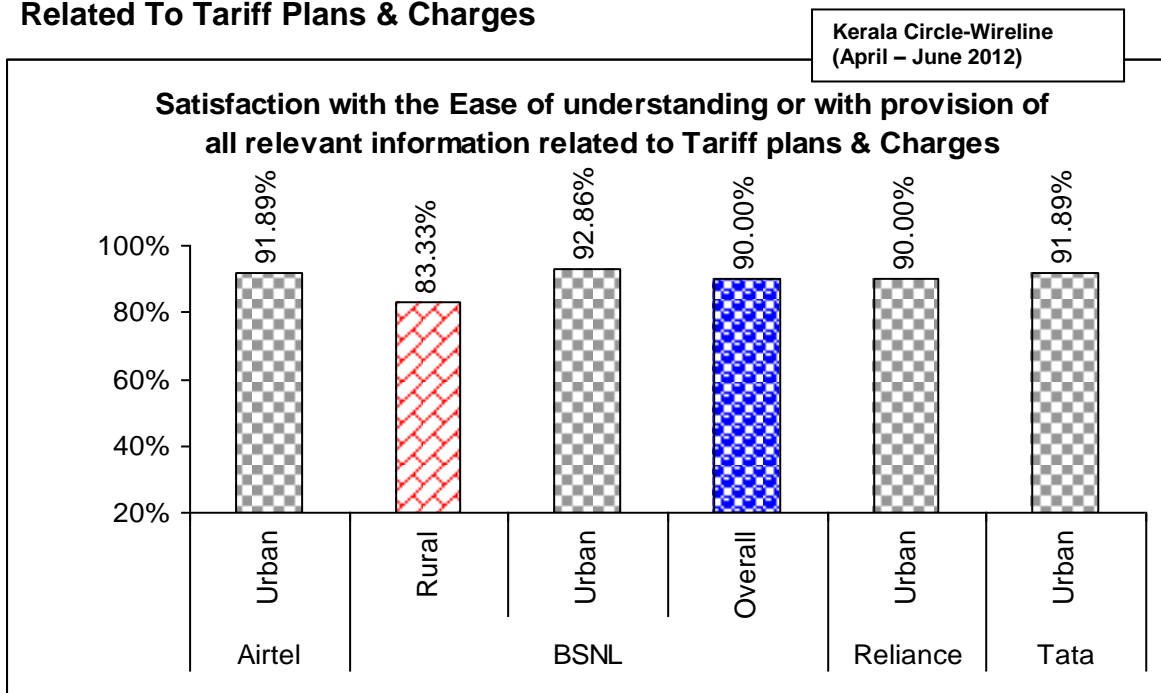 Related To Tariff Plans & Charges
Kerala Circle-Wireline
(April – June 2012)
Satisfaction with the Ease of understanding or with provision of
all relevant information related to Tariff plans & Charges
91.89%
83.33%
92.86%
90.00%
90.00%
91.89%
100%
80%
60%
40%
20%
Urban
Rural
Urban
Overall
Urban
Urban
Airtel
BSNL
Reliance
Tata